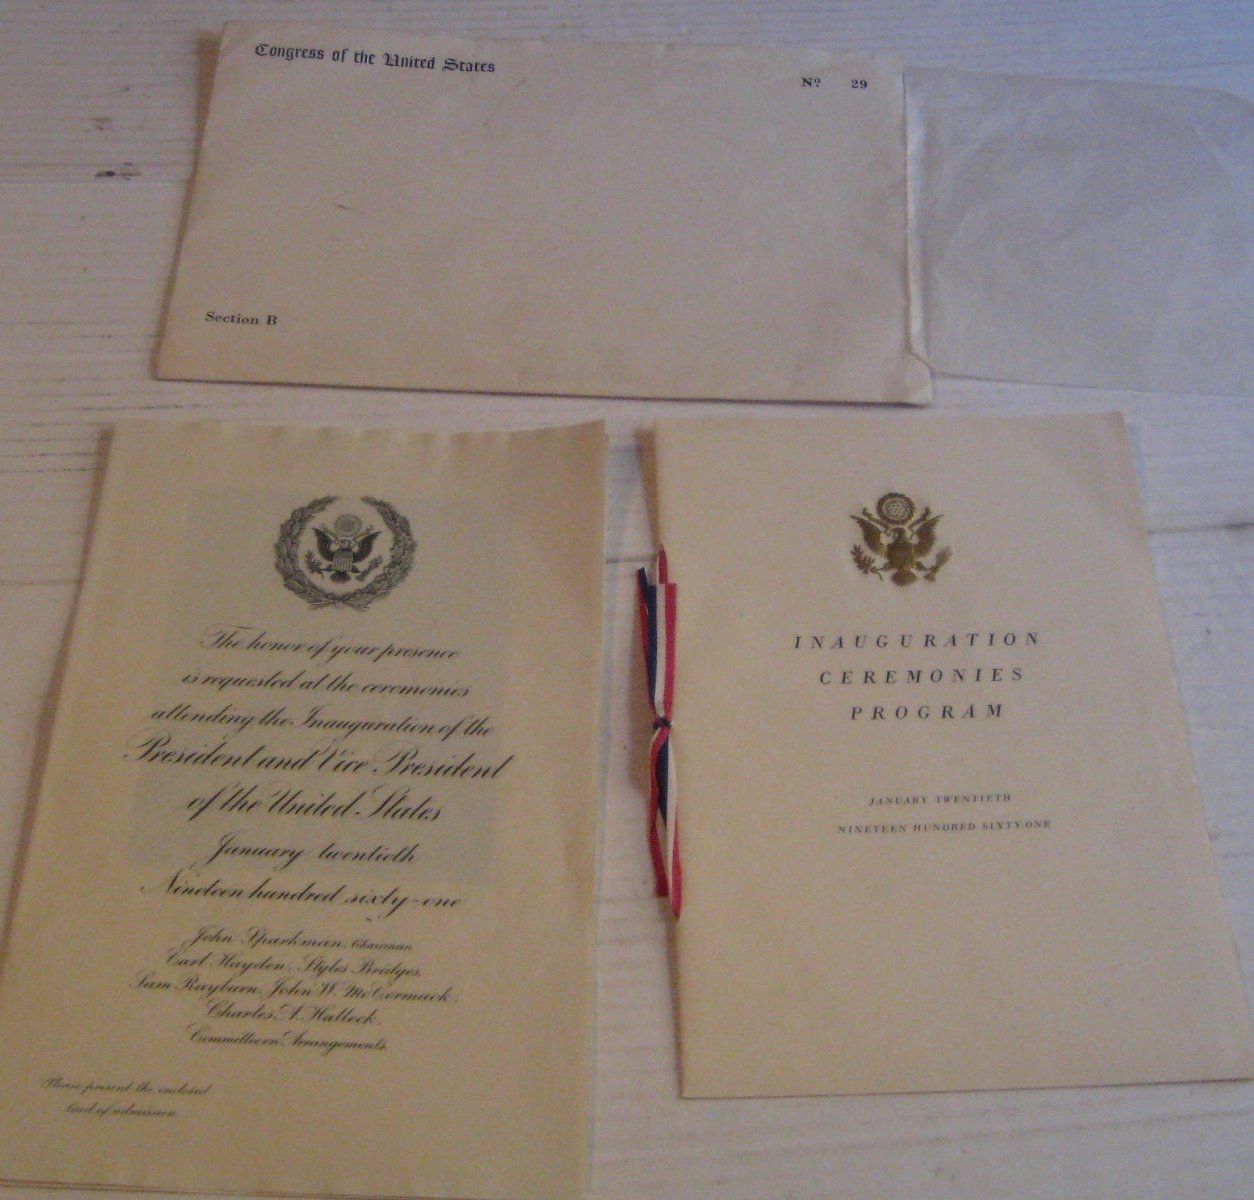 Congress of the United States
Nº 29
Section B
The honor of your presence
is requested at the ceremonies
attending the Inauguration of the
President and Vice President
of the United States
January twentieth
Nineteen hundred sixty-one
John Sparkman, Chairman
Carl Hayden, Styles Bridges,
Sam Rayburn, John W. McCormack,
Charles A. Halleck,
Committee on Arrangements.
Please present the enclosed
Card of admission
INAUGURATION
CEREMONIES
PROGRAM
JANUARY TWENTIETH
NINETEEN HUNDRED SIXTY-ONE